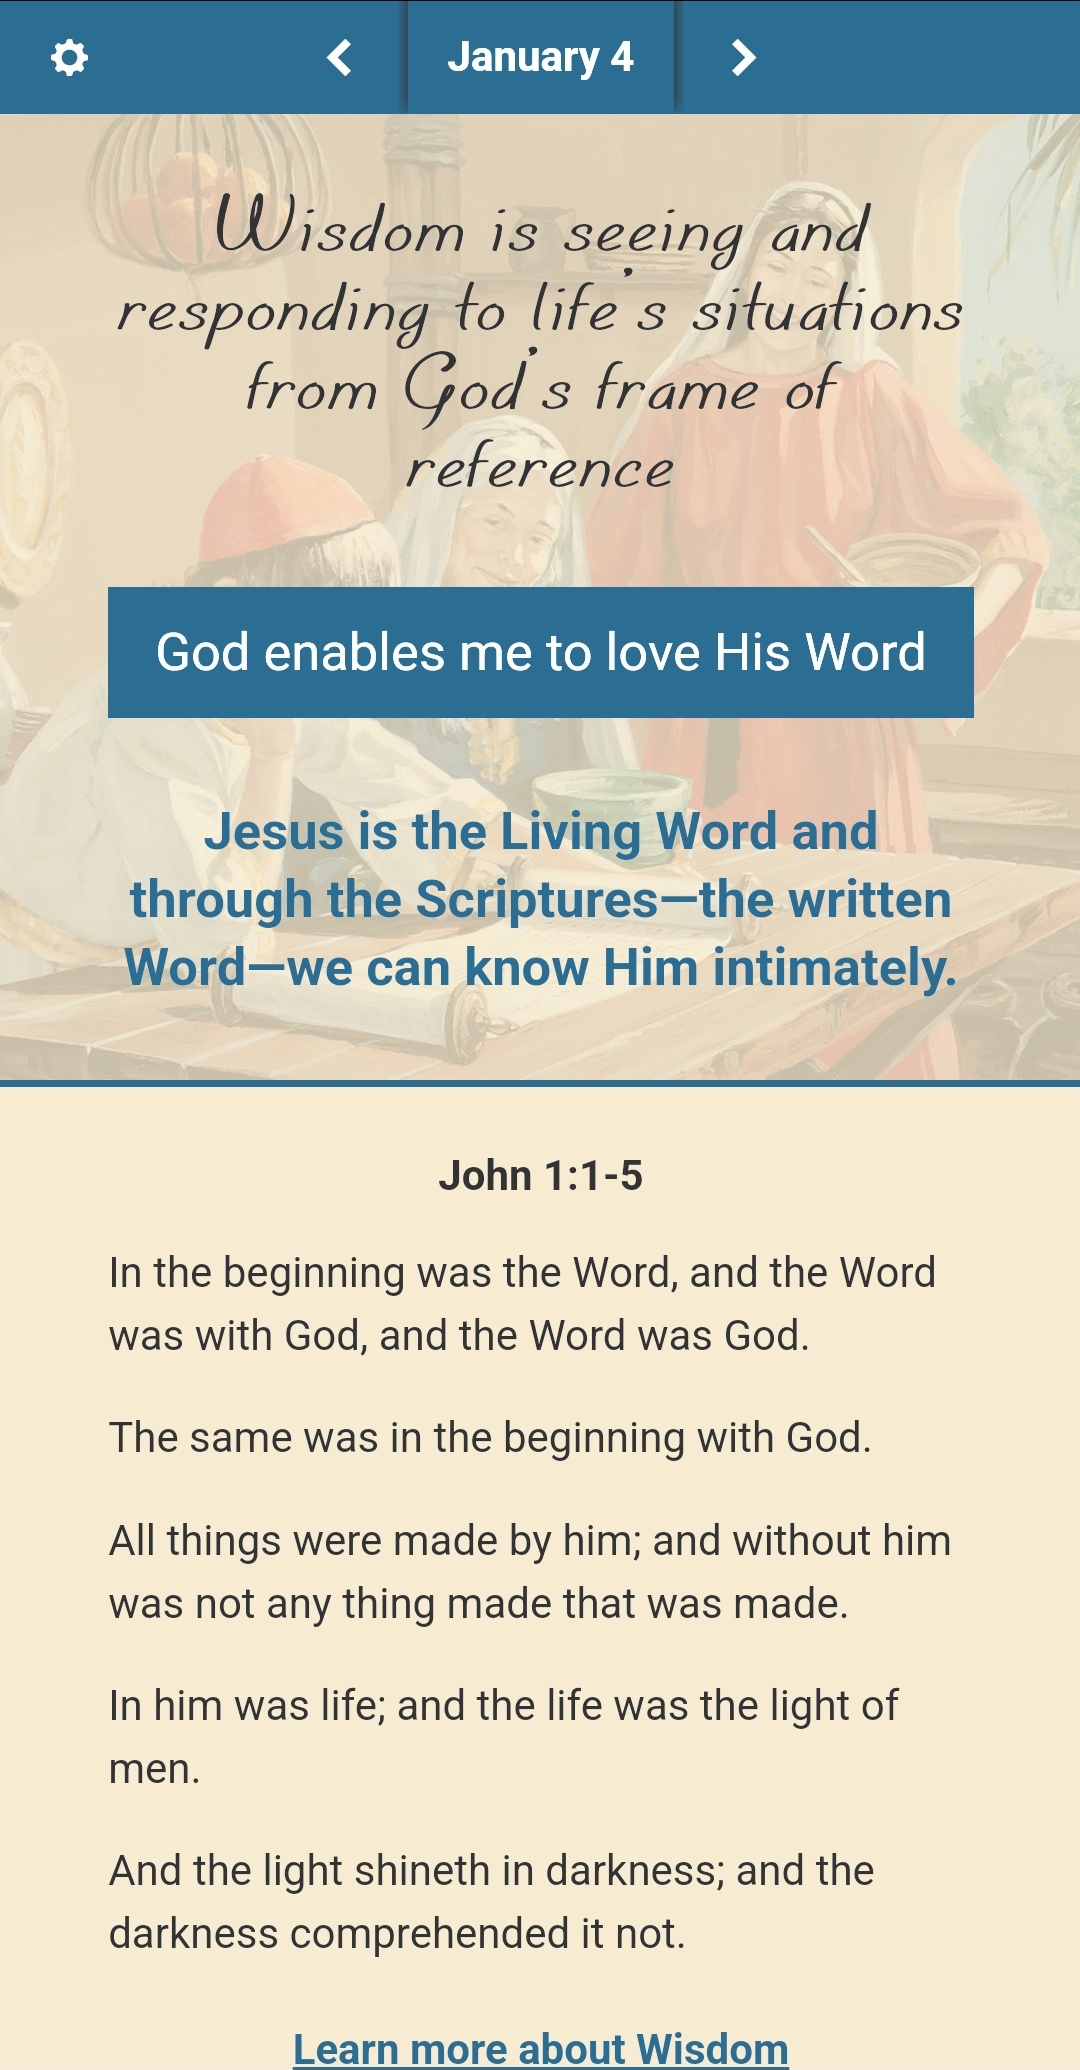 January 4
Wisdom is seeing and
responding to life's situations
from God's frame of
reference
God enables me to love His Word
Jesus is the Living Word and
through the Scriptures—the written
Word—we can know Him intimately.
John 1:1-5
In the beginning was the Word, and the Word
was with God, and the Word was God.
The same was in the beginning with God.
All things were made by him; and without him
was not any thing made that was made.
In him was life; and the life was the light of
men.
And the light shineth in darkness; and the
darkness comprehended it not.
Learn more about Wisdom